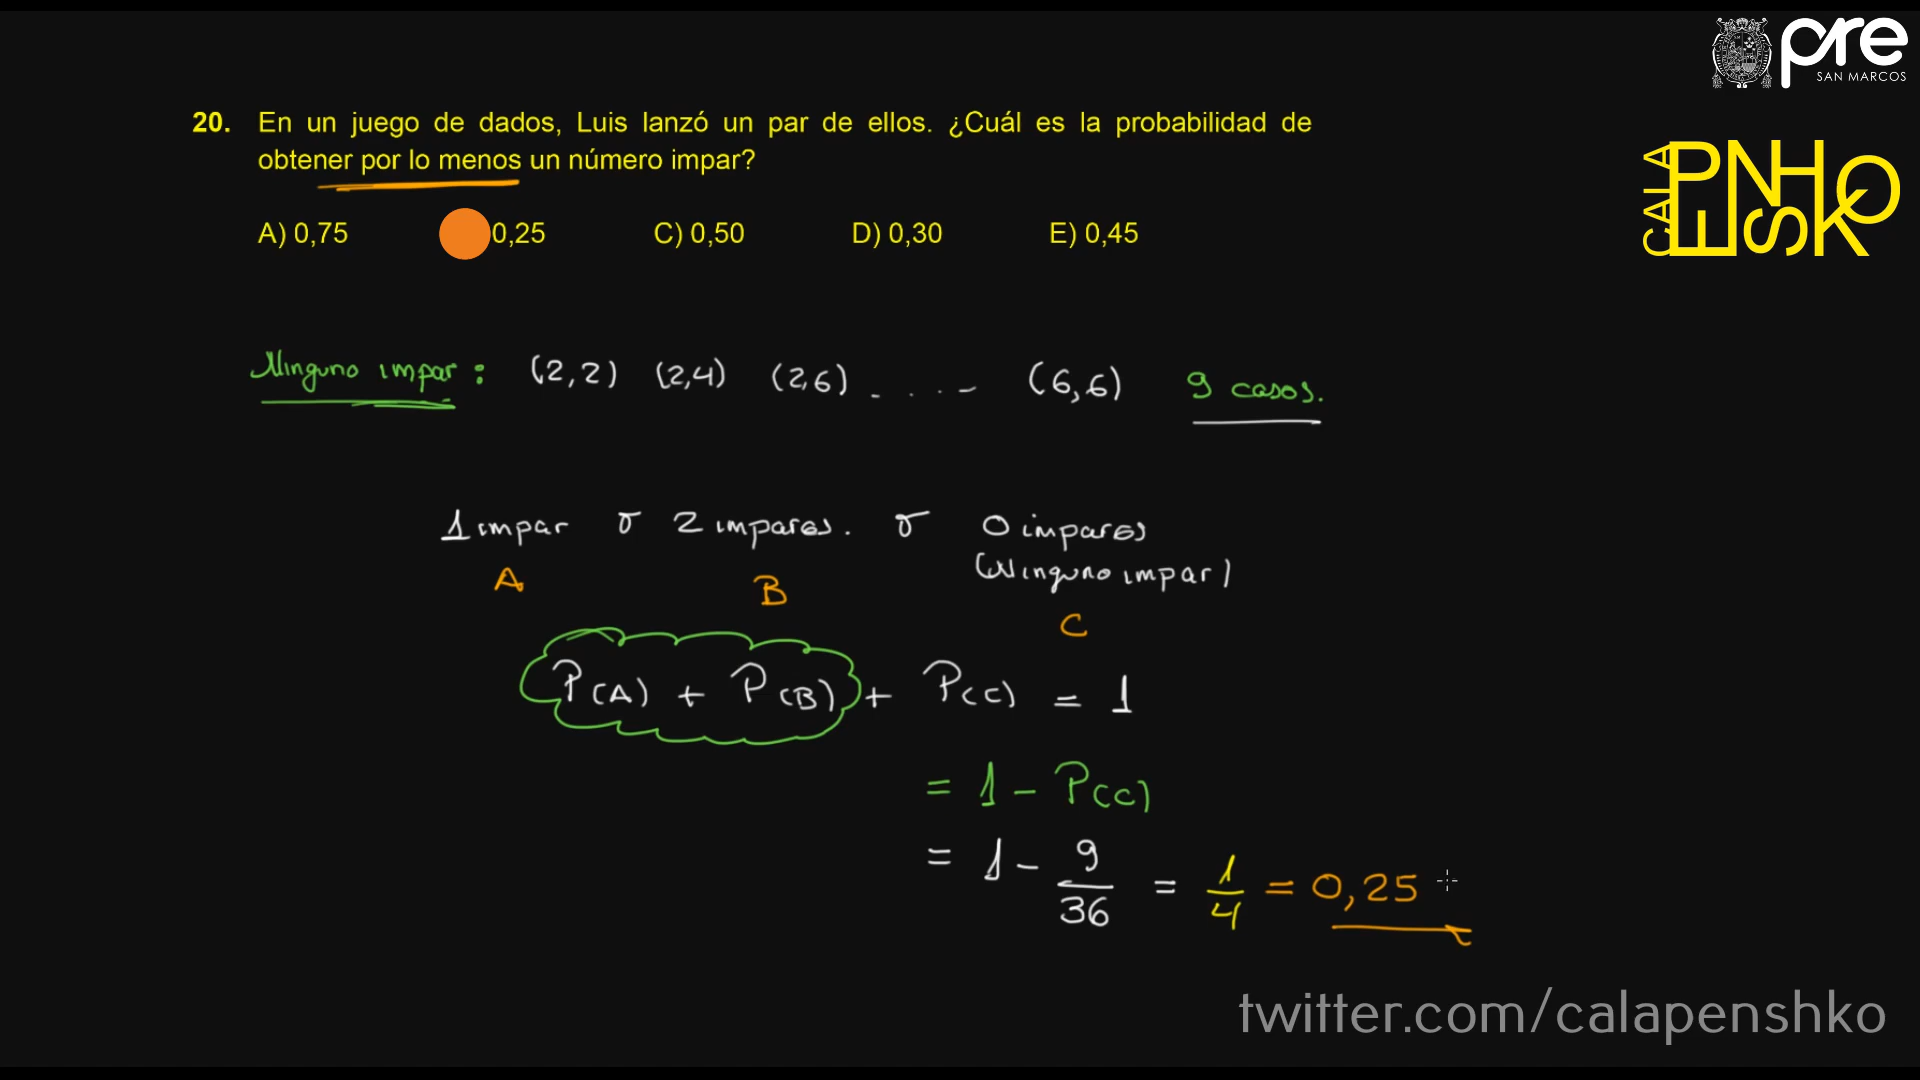 pre
SAN MARCOS
CALA
PENSHKO
20. En un juego de dados, Luis lanzó un par de ellos. ¿Cuál es la probabilidad de
obtener por lo menos un número impar?
A) 0,75 0,25 C) 0,50 D) 0,30 E) 0,45
Ninguno impar : (2,2) (2,4) (2,6) - . . . - (6,6) 9 casos.
1 impar o 2 impares. o 0 impares
(Ninguno impar)
A B C
P(A) + P(B) + P(C) = 1
= 1 - P(C)
= 1 - 9/36 = 1/4 = 0,25
twitter.com/calapenshko